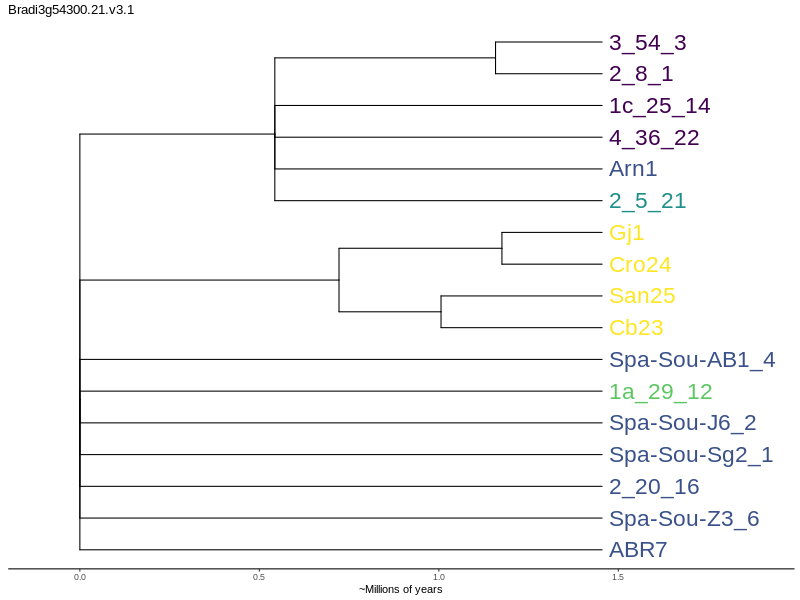 Bradi3g54300.21.v3.1
3_54_3
2_8_1
1c_25_14
4_36_22
Arn1
2_5_21
Gj1
Cro24
San25
Cb23
Spa-Sou-AB1_4
1a_29_12
Spa-Sou-J6_2
Spa-Sou-Sg2_1
2_20_16
Spa-Sou-Z3_6
ABR7
0.0 0.5 1.0 1.5
~Millions of years